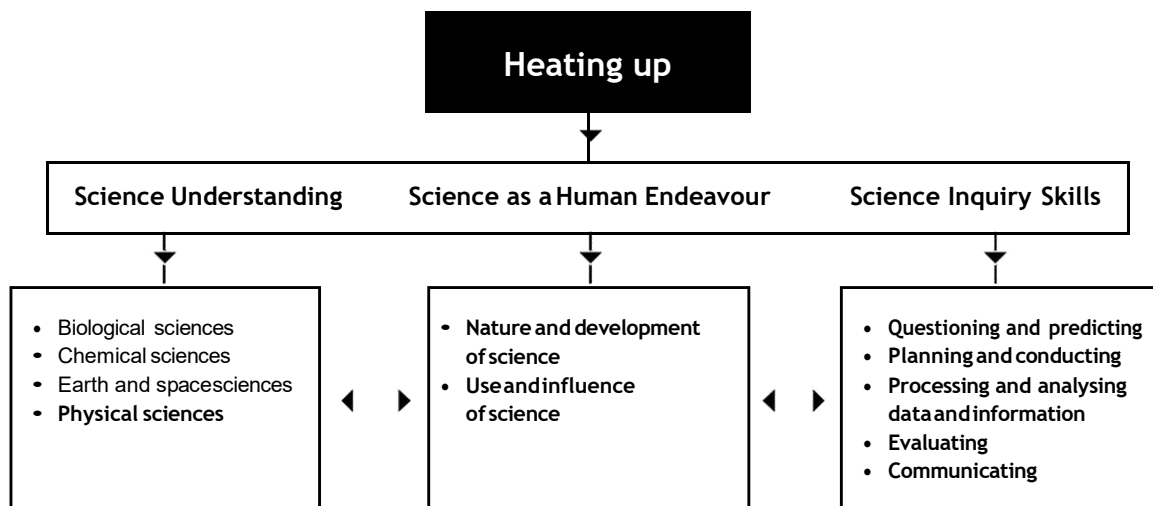 Heating up
Science Understanding
Science as a Human Endeavour
Science Inquiry Skills
• Biological sciences
• Chemical sciences
• Earth and space sciences
• Physical sciences
• Nature and development
of science
• Use and influence
of science
• Questioning and predicting
• Planning and conducting
• Processing and analysing
data and information
• Evaluating
• Communicating